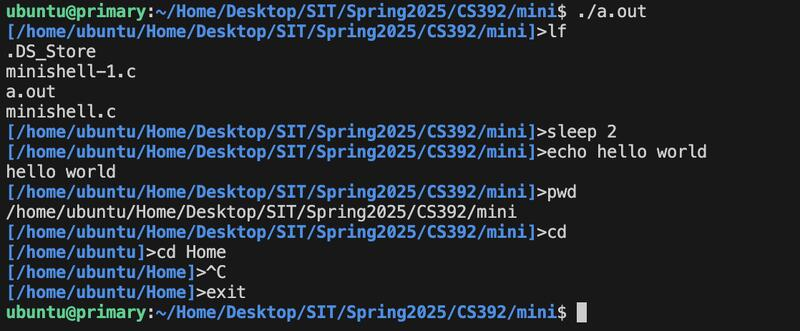 ubuntu@primary:~/Home/Desktop/SIT/Spring2025/CS392/mini$ ./a.out
[/home/ubuntu/Home/Desktop/SIT/Spring2025/CS392/mini]>lf
.DS_Store
minishell-1.c
a.out
minishell.c
[/home/ubuntu/Home/Desktop/SIT/Spring2025/CS392/mini]>sleep 2
[/home/ubuntu/Home/Desktop/SIT/Spring2025/CS392/mini]>echo hello world
hello world
[/home/ubuntu/Home/Desktop/SIT/Spring2025/CS392/mini]>pwd
/home/ubuntu/Home/Desktop/SIT/Spring2025/CS392/mini
[/home/ubuntu/Home/Desktop/SIT/Spring2025/CS392/mini]>cd
[/home/ubuntu]>cd Home
[/home/ubuntu/Home]>^C
[/home/ubuntu/Home]>exit
ubuntu@primary:~/Home/Desktop/SIT/Spring2025/CS392/mini$